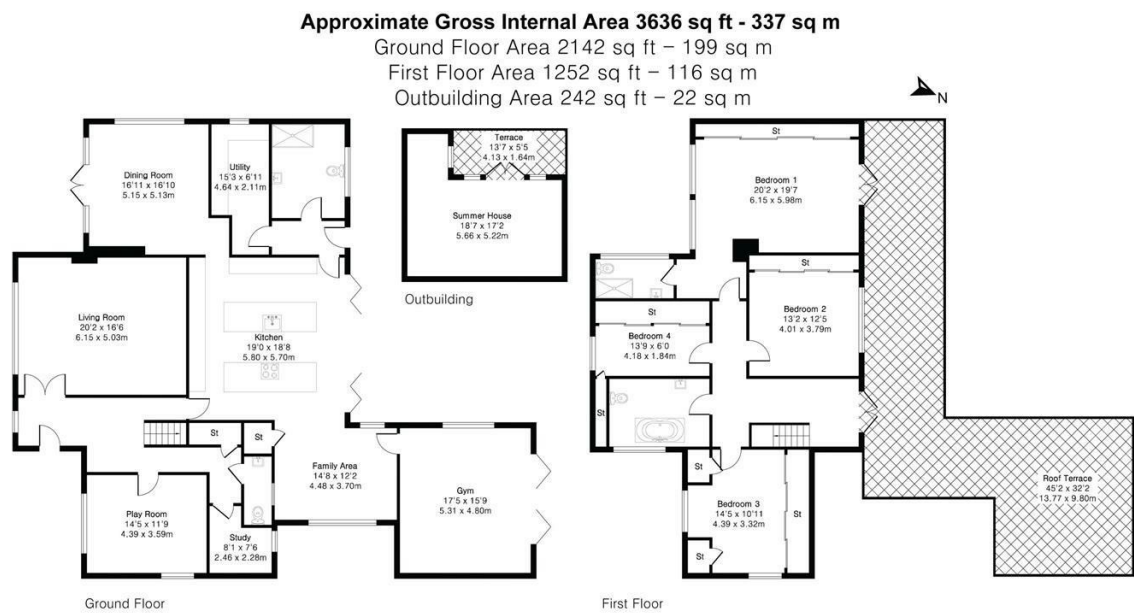 Approximate Gross Internal Area 3636 sq ft - 337 sq m
Ground Floor Area 2142 sq ft – 199 sq m
First Floor Area 1252 sq ft – 116 sq m
Outbuilding Area 242 sq ft – 22 sq m
N
Dining Room
16'11 x 16'10
5.15 x 5.13m
Utility
15'3 x 6'11
4.64 x 2.11m
Living Room
20'2 x 16'6
6.15 x 5.03m
Kitchen
19'0 x 18'8
5.80 x 5.70m
St
St
Family Area
14'8 x 12'2
4.48 x 3.70m
Gym
17'5 x 15'9
5.31 x 4.80m
Play Room
14'5 x 11'9
4.39 x 3.59m
Study
8'1 x 7'6
2.46 x 2.28m
Ground Floor
Terrace
13'7 x 5'5
4.13 x 1.64m
Summer House
18'7 x 17'2
5.66 x 5.22m
Outbuilding
St
Bedroom 1
20'2 x 19'7
6.15 x 5.98m
St
Bedroom 2
13'2 x 12'5
4.01 x 3.79m
St
Bedroom 4
13'9 x 6'0
4.18 x 1.84m
St
St
Bedroom 3
14'5 x 10'11
4.39 x 3.32m
St
St
Roof Terrace
45'2 x 32'2
13.77 x 9.80m
First Floor